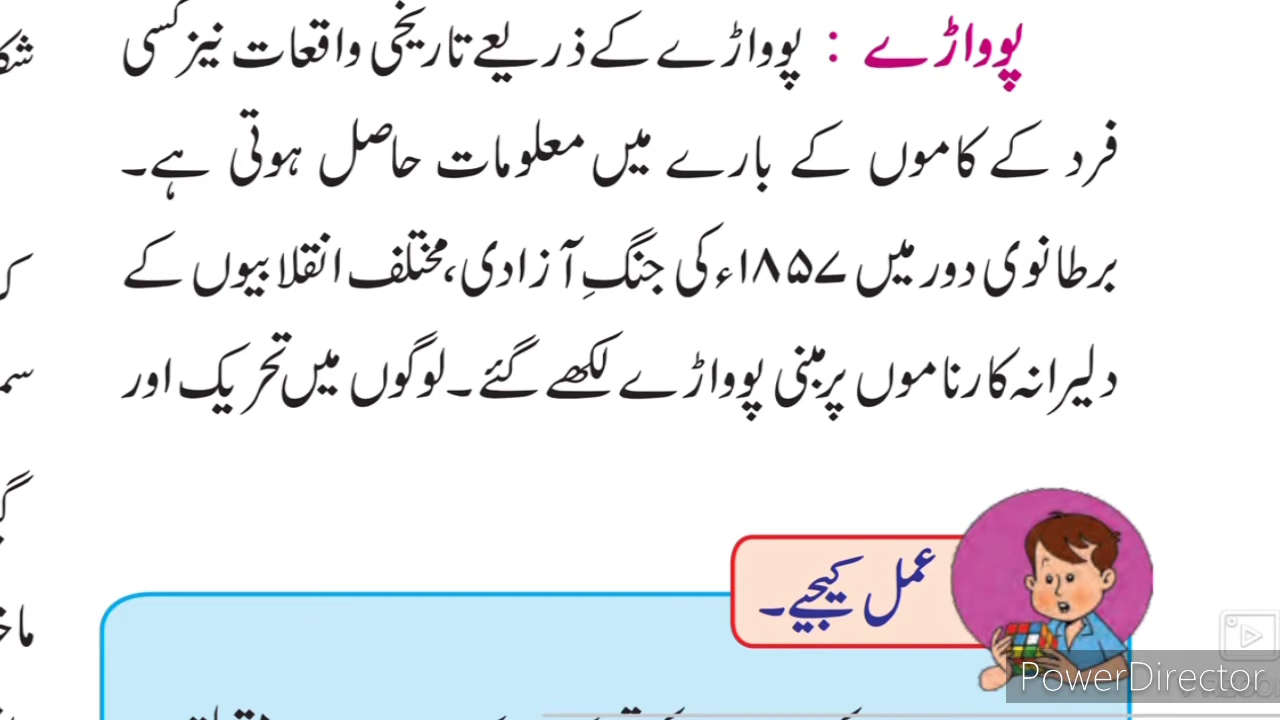 پوواڑے : پوواڑے کے ذریعے تاریخی واقعات نیز کسی
فرد کے کاموں کے بارے میں معلومات حاصل ہوتی ہے۔
برطانوی دور میں ۱۸۵۷ء کی جنگِ آزادی، مختلف انقلابیوں کے
دلیرانہ کارناموں پر مبنی پوواڑے لکھے گئے۔ لوگوں میں تحریک اور
عمل کیجیے۔
PowerDirector